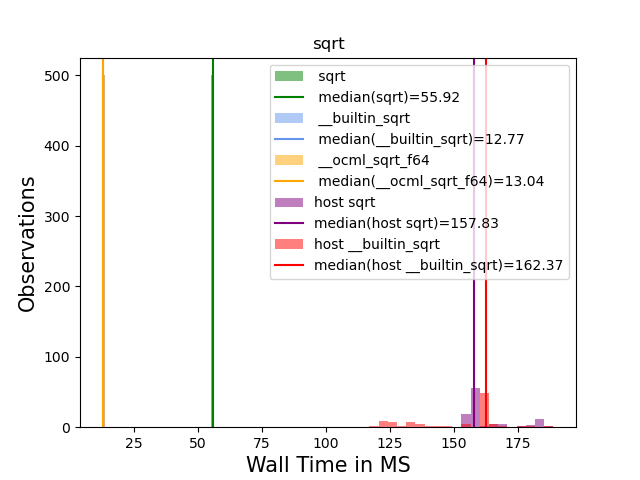 sqrt
Observations
500
400
300
200
100
0
sqrt
median(sqrt)=55.92
__builtin_sqrt
median(__builtin_sqrt)=12.77
__ocml_sqrt_f64
median(__ocml_sqrt_f64)=13.04
host sqrt
median(host sqrt)=157.83
host __builtin_sqrt
median(host __builtin_sqrt)=162.37
25 50 75 100 125 150 175
Wall Time in MS